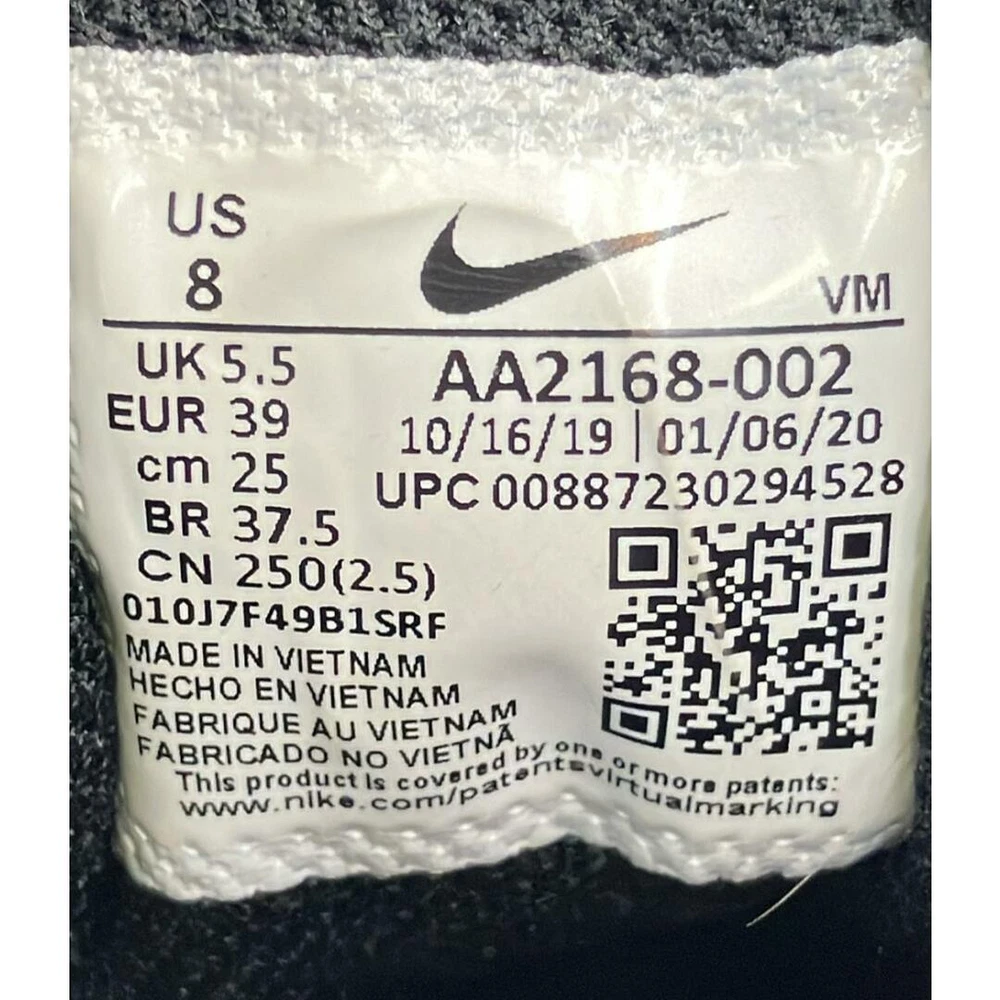 US
8
VM
UK 5.5
EUR 39
cm 25
BR 37.5
CN 250(2.5)
AA2168-002
10/16/19 | 01/06/20
UPC 00887230294528
010J7F49B1SRF
MADE IN VIETNAM
HECHO EN VIETNAM
FABRIQUE AU VIETNAM
FABRICADO NO VIETNÃ
This product is covered by one or more patents:
www.nike.com/patentsvirtualmarking